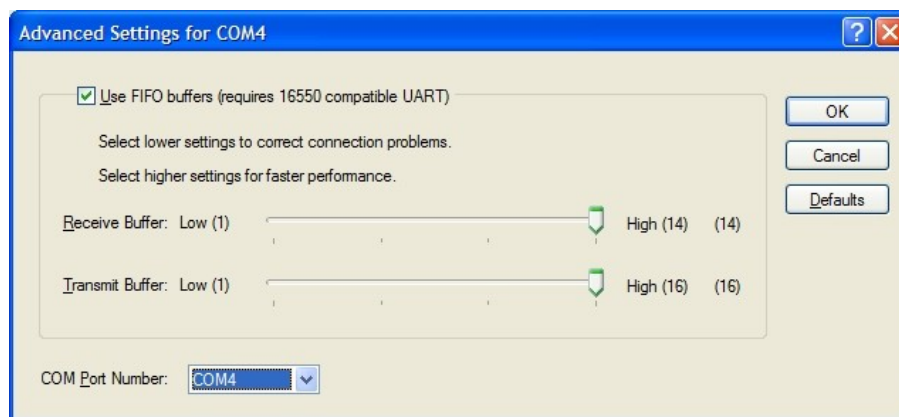 Advanced Settings for COM4
Use FIFO buffers (requires 16550 compatible UART)
OK
Select lower settings to correct connection problems.
Cancel
Select higher settings for faster performance.
Defaults
Receive Buffer: Low (1) High (14) (14)
Transmit Buffer: Low (1) High (16) (16)
COM Port Number: COM4